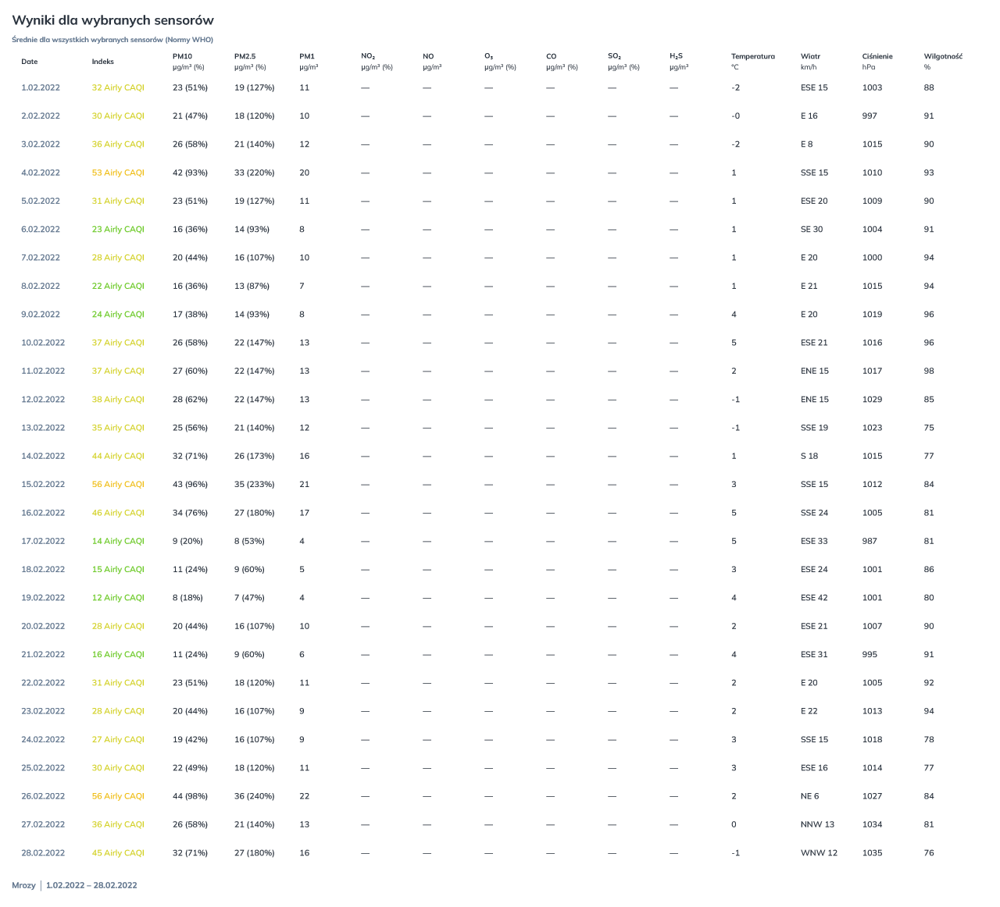 Wyniki dla wybranych sensorów
Średnie dla wszystkich wybranych sensorów (Normy WHO)
Date Indeks PM10 PM2.5 PM1 NO₂ NO O₃ CO SO₂ H₂S Temperatura Wiatr Ciśnienie Wilgotność
µg/m³ (%) µg/m³ (%) µg/m³ µg/m³ (%) µg/m³ µg/m³ (%) µg/m³ (%) µg/m³ (%) µg/m³ °C km/h hPa %
1.02.2022 32 Airly CAQI 23 (51%) 19 (127%) 11 — — — — — — -2 ESE 15 1003 88
2.02.2022 30 Airly CAQI 21 (47%) 18 (120%) 10 — — — — — — -0 E 16 997 91
3.02.2022 36 Airly CAQI 26 (58%) 21 (140%) 12 — — — — — — -2 E 8 1015 90
4.02.2022 53 Airly CAQI 42 (93%) 33 (220%) 20 — — — — — — 1 SSE 15 1010 93
5.02.2022 31 Airly CAQI 23 (51%) 19 (127%) 11 — — — — — — 1 ESE 20 1009 90
6.02.2022 23 Airly CAQI 16 (36%) 14 (93%) 8 — — — — — — 1 SE 30 1004 91
7.02.2022 28 Airly CAQI 20 (44%) 16 (107%) 10 — — — — — — 1 E 20 1000 94
8.02.2022 22 Airly CAQI 16 (36%) 13 (87%) 7 — — — — — — 1 E 21 1015 94
9.02.2022 24 Airly CAQI 17 (38%) 14 (93%) 8 — — — — — — 4 E 20 1019 96
10.02.2022 37 Airly CAQI 26 (58%) 22 (147%) 13 — — — — — — 5 ESE 21 1016 96
11.02.2022 37 Airly CAQI 27 (60%) 22 (147%) 13 — — — — — — 2 ENE 15 1017 98
12.02.2022 38 Airly CAQI 28 (62%) 22 (147%) 13 — — — — — — -1 ENE 15 1029 85
13.02.2022 35 Airly CAQI 25 (56%) 21 (140%) 12 — — — — — — -1 SSE 19 1023 75
14.02.2022 44 Airly CAQI 32 (71%) 26 (173%) 16 — — — — — — 1 S 18 1015 77
15.02.2022 56 Airly CAQI 43 (96%) 35 (233%) 21 — — — — — — 3 SSE 15 1012 84
16.02.2022 46 Airly CAQI 34 (76%) 27 (180%) 17 — — — — — — 5 SSE 24 1005 81
17.02.2022 14 Airly CAQI 9 (20%) 8 (53%) 4 — — — — — — 5 ESE 33 987 81
18.02.2022 15 Airly CAQI 11 (24%) 9 (60%) 5 — — — — — — 3 ESE 24 1001 86
19.02.2022 12 Airly CAQI 8 (18%) 7 (47%) 4 — — — — — — 4 ESE 42 1001 80
20.02.2022 28 Airly CAQI 20 (44%) 16 (107%) 10 — — — — — — 2 ESE 21 1007 90
21.02.2022 16 Airly CAQI 11 (24%) 9 (60%) 6 — — — — — — 4 ESE 31 995 91
22.02.2022 31 Airly CAQI 23 (51%) 18 (120%) 11 — — — — — — 2 E 20 1005 92
23.02.2022 28 Airly CAQI 20 (44%) 16 (107%) 9 — — — — — — 2 E 22 1013 94
24.02.2022 27 Airly CAQI 19 (42%) 16 (107%) 9 — — — — — — 3 SSE 15 1018 78
25.02.2022 30 Airly CAQI 22 (49%) 18 (120%) 11 — — — — — — 3 ESE 16 1014 77
26.02.2022 56 Airly CAQI 44 (98%) 36 (240%) 22 — — — — — — 2 NE 6 1027 84
27.02.2022 36 Airly CAQI 26 (58%) 21 (140%) 13 — — — — — — 0 NNW 13 1034 81
28.02.2022 45 Airly CAQI 32 (71%) 27 (180%) 16 — — — — — — -1 WNW 12 1035 76
Mrozy | 1.02.2022 – 28.02.2022